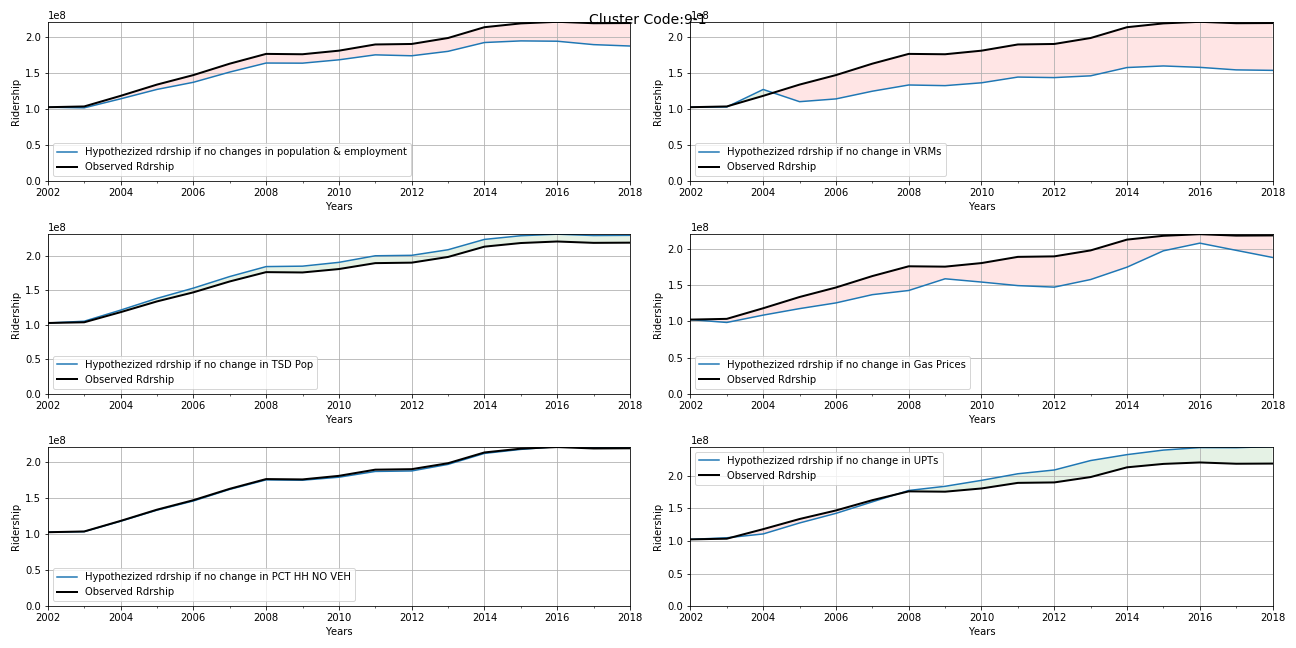 Cluster Code:9-1
1e8
2.0
1.5
1.0
0.5
0.0
Ridership
Hypothezized rdrship if no changes in population & employment
Observed Rdrship
2002 2004 2006 2008 2010 2012 2014 2016 2018
Years
1e8
2.0
1.5
1.0
0.5
0.0
Ridership
Hypothezized rdrship if no change in VRMs
Observed Rdrship
2002 2004 2006 2008 2010 2012 2014 2016 2018
Years
1e8
2.0
1.5
1.0
0.5
0.0
Ridership
Hypothezized rdrship if no change in TSD Pop
Observed Rdrship
2002 2004 2006 2008 2010 2012 2014 2016 2018
Years
1e8
2.0
1.5
1.0
0.5
0.0
Ridership
Hypothezized rdrship if no change in Gas Prices
Observed Rdrship
2002 2004 2006 2008 2010 2012 2014 2016 2018
Years
1e8
2.0
1.5
1.0
0.5
0.0
Ridership
Hypothezized rdrship if no change in PCT HH NO VEH
Observed Rdrship
2002 2004 2006 2008 2010 2012 2014 2016 2018
Years
1e8
2.0
1.5
1.0
0.5
0.0
Ridership
Hypothezized rdrship if no change in UPTs
Observed Rdrship
2002 2004 2006 2008 2010 2012 2014 2016 2018
Years